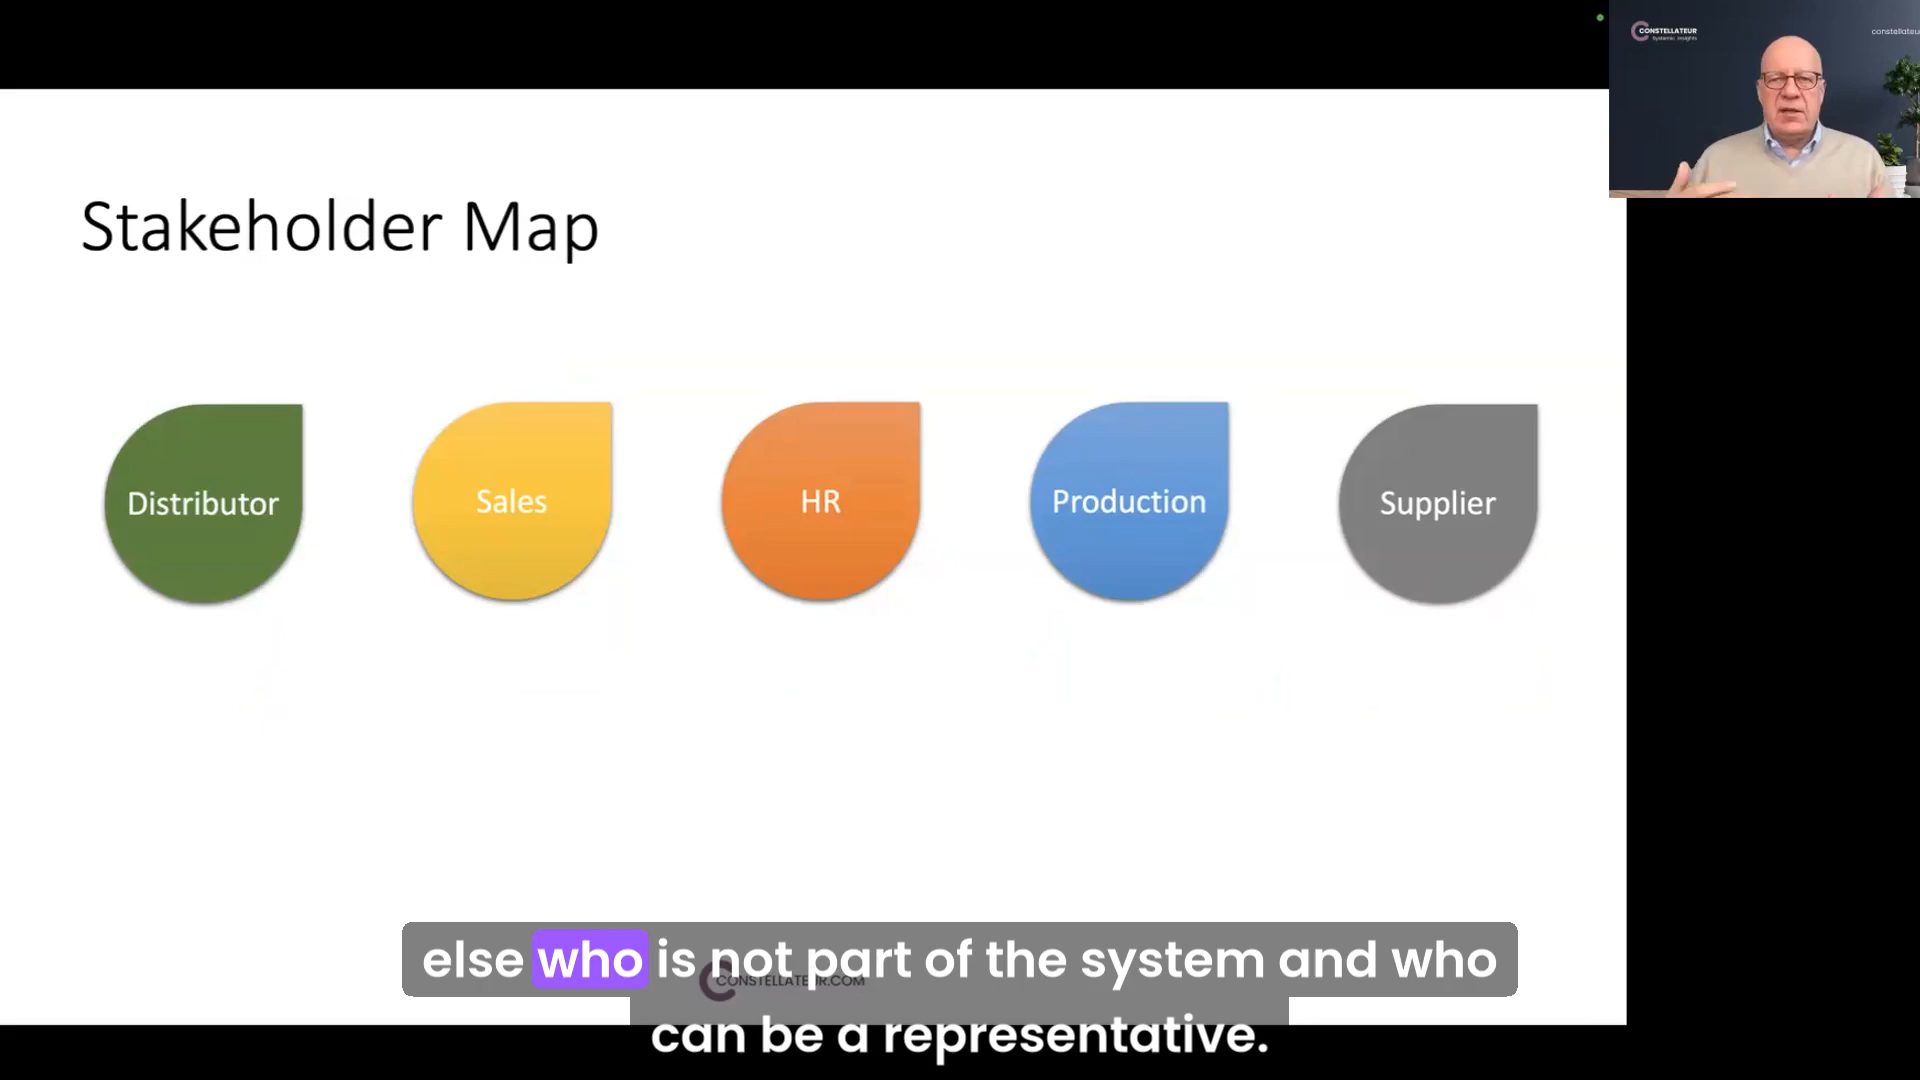 CONSTELLATEUR
Systemic Insights
constellateu
Stakeholder Map
Distributor
Sales
HR
Production
Supplier
else who is not part of the system and who
CONSTELLATEUR.COM
can be a representative.